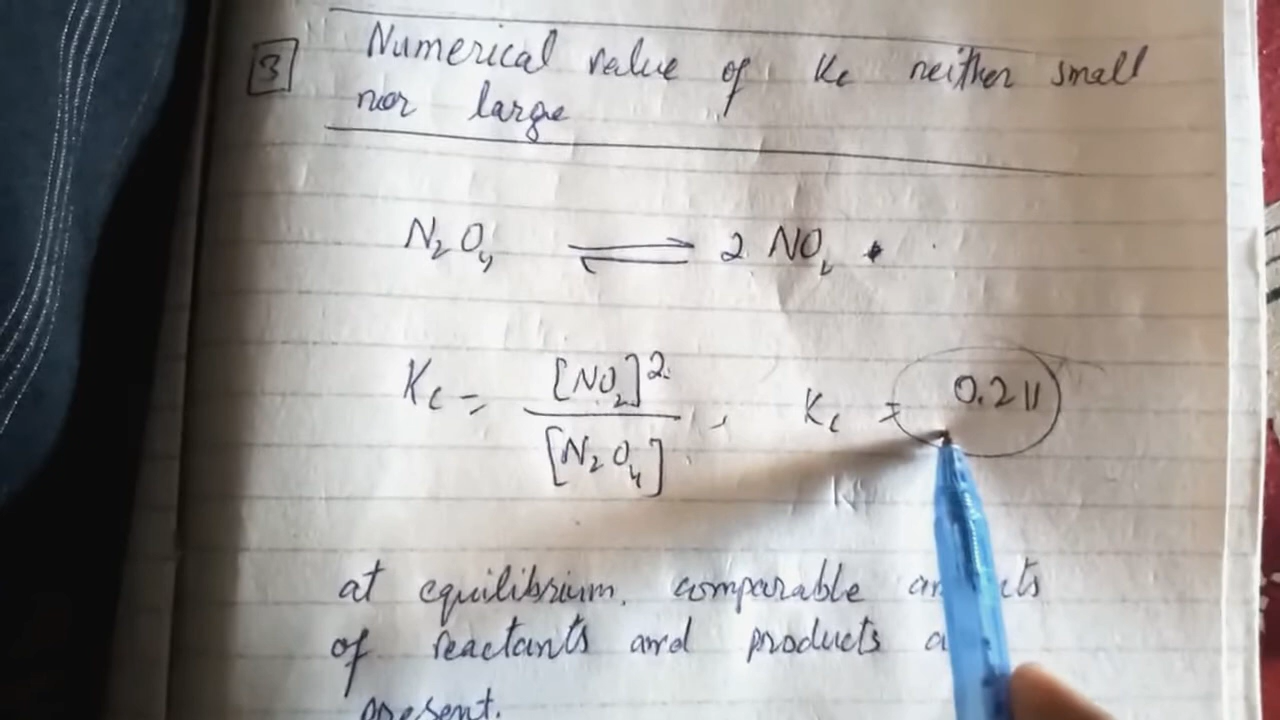 3 Numerical value of Kc neither small
nor large
N₂O₄ ⇌ 2 NO₂
Kc = [NO₂]² / [N₂O₄] , Kc = 0.211
at equilibrium, comparable
of reactants and products
present.